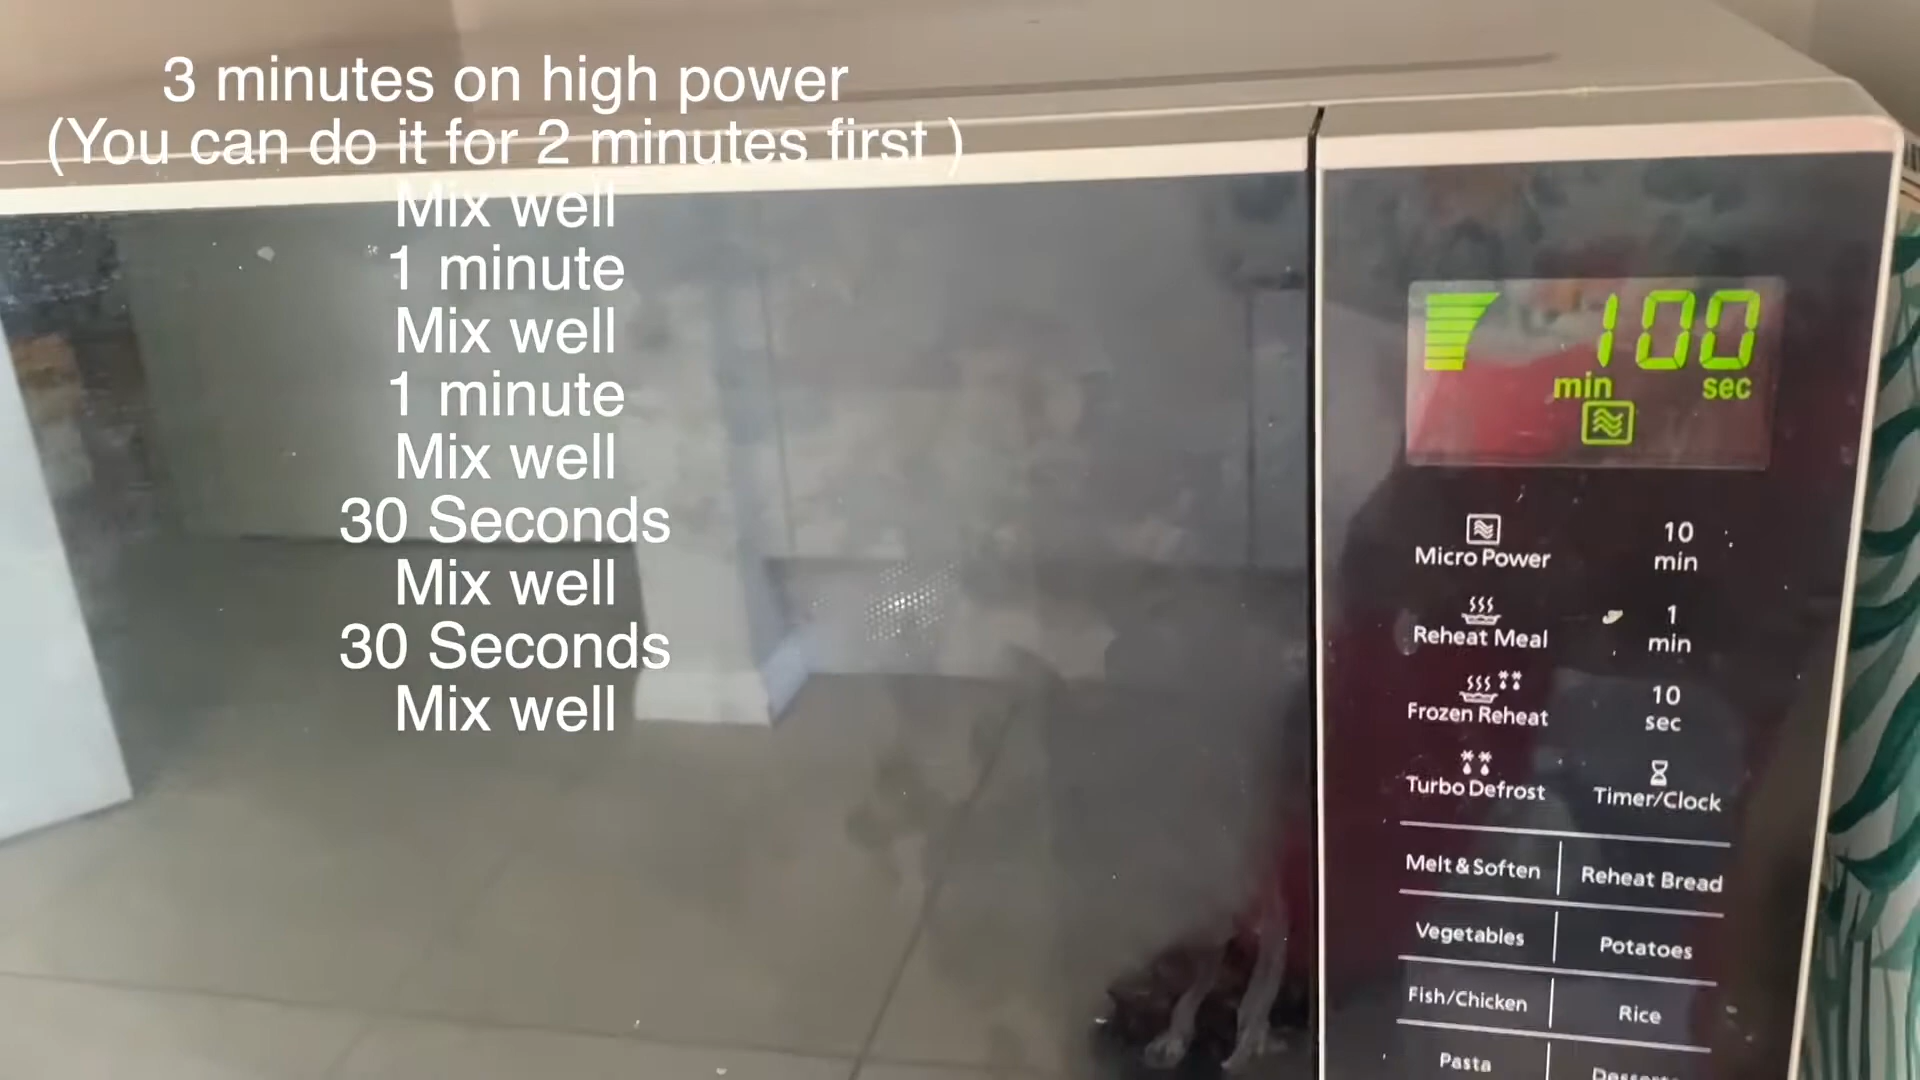 3 minutes on high power
(You can do it for 2 minutes first )
Mix well
1 minute
Mix well
1 minute
Mix well
30 Seconds
Mix well
30 Seconds
Mix well
100
min sec
Micro Power
10
min
Reheat Meal
1
min
Frozen Reheat
10
sec
Turbo Defrost
Timer/Clock
Melt & Soften
Reheat Bread
Vegetables
Potatoes
Fish/Chicken
Rice
Pasta